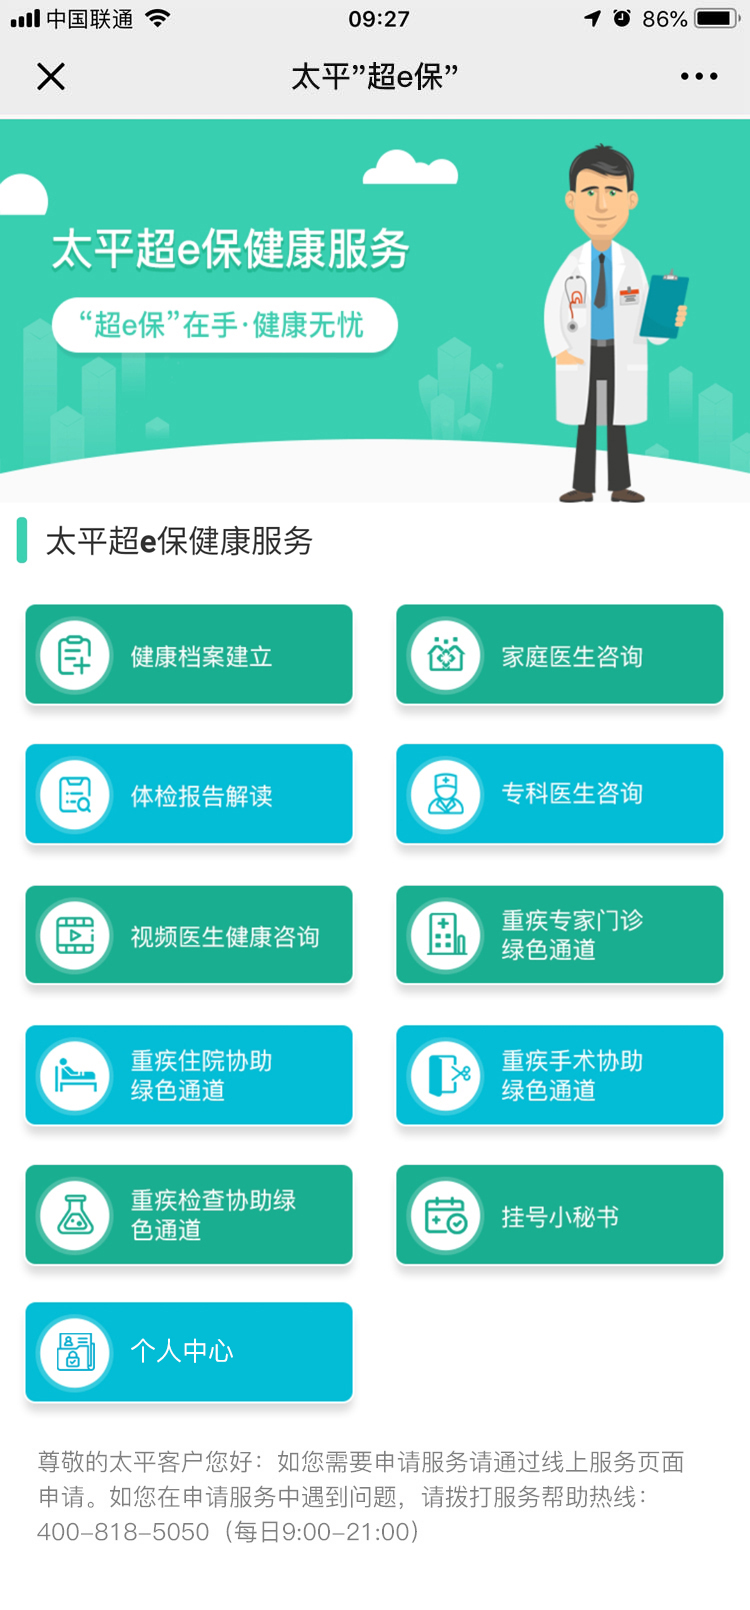 中国联通
09:27
86%
太平”超e保”
太平超e保健康服务
“超e保”在手·健康无忧
太平超e保健康服务
健康档案建立
家庭医生咨询
体检报告解读
专科医生咨询
视频医生健康咨询
重疾专家门诊
绿色通道
重疾住院协助
绿色通道
重疾手术协助
绿色通道
重疾检查协助绿
色通道
挂号小秘书
个人中心
尊敬的太平客户您好：如您需要申请服务请通过线上服务页面
申请。如您在申请服务中遇到问题，请拨打服务帮助热线：
400-818-5050（每日9:00-21:00）